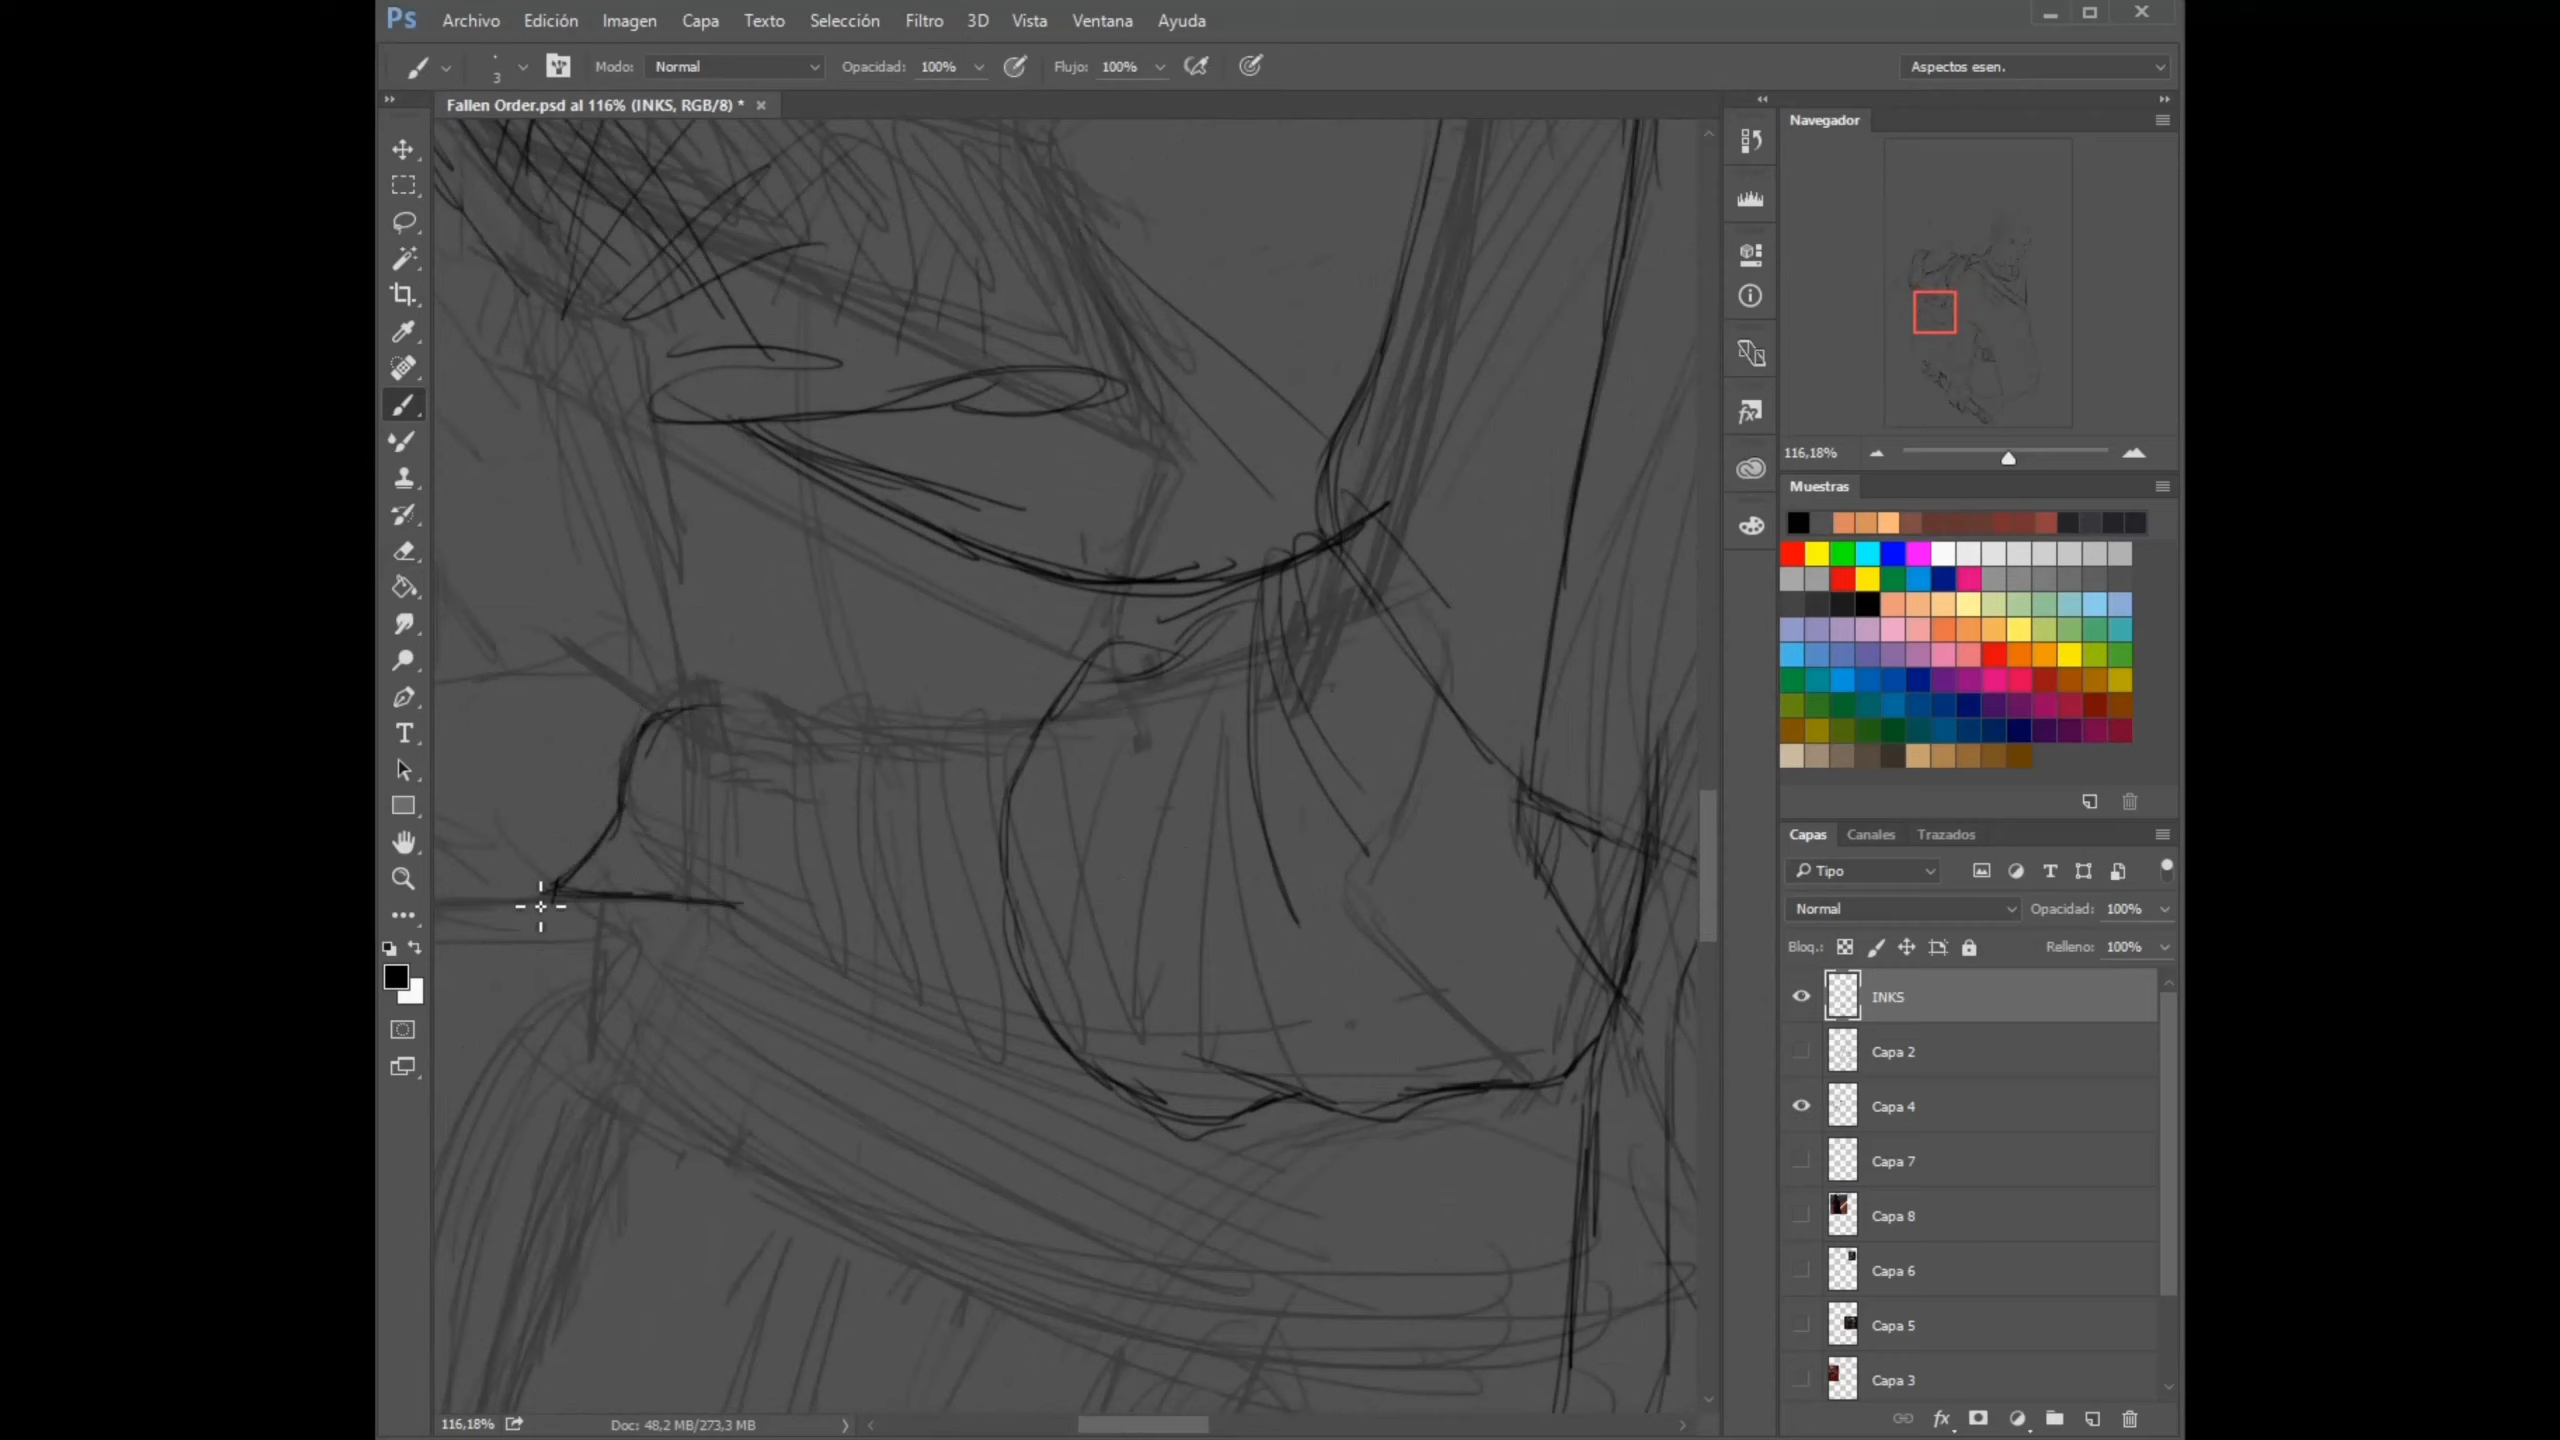 Ps Archivo Edición Imagen Capa Texto Selección Filtro 3D Vista Ventana Ayuda
3 Modo: Normal Opacidad: 100% Flujo: 100% Aspectos esen.
Fallen Order.psd al 116% (INKS, RGB/8) *
Navegador
116,18%
Muestras
Capas Canales Trazados
Tipo
Normal Opacidad: 100%
Bloq.: Relleno: 100%
INKS
Capa 2
Capa 4
Capa 7
Capa 8
Capa 6
Capa 5
Capa 3
116,18% Doc: 48,2 MB/273,3 MB